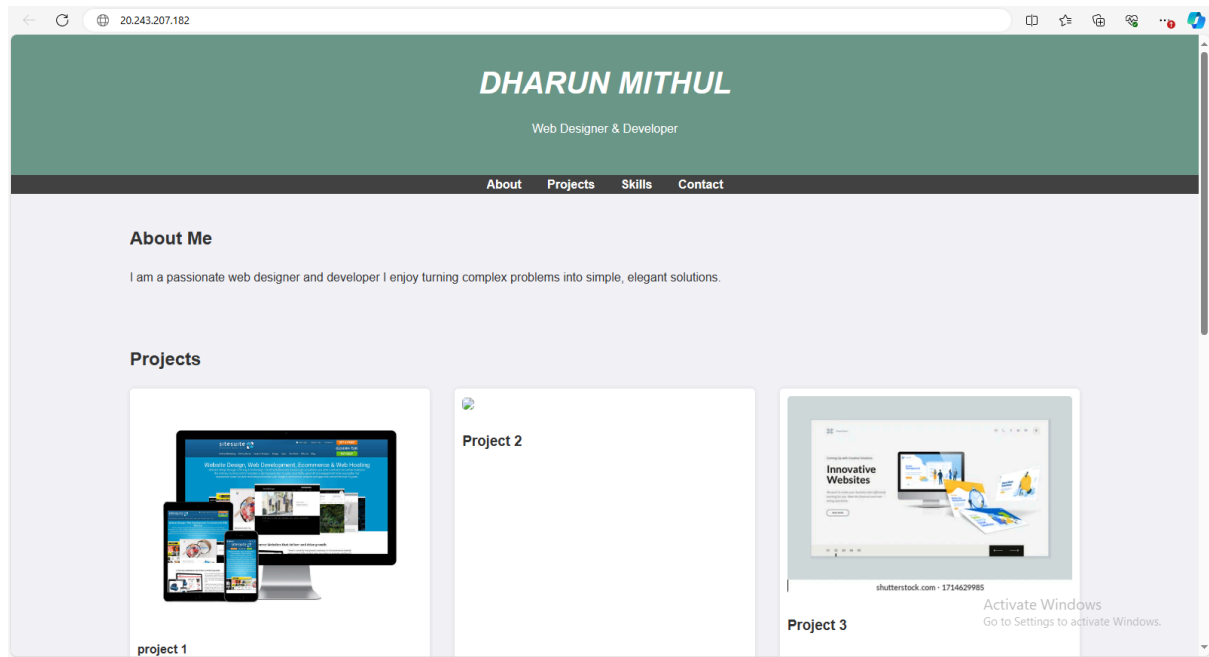 20.243.207.182
DHARUN MITHUL
Web Designer & Developer
About Projects Skills Contact
About Me
I am a passionate web designer and developer I enjoy turning complex problems into simple, elegant solutions.
Projects
sitesuite
Website Design, Web Development, Ecommerce & Web Hosting
project 1
Project 2
Innovative
Websites
shutterstock.com · 1714629985
Project 3
Activate Windows
Go to Settings to activate Windows.